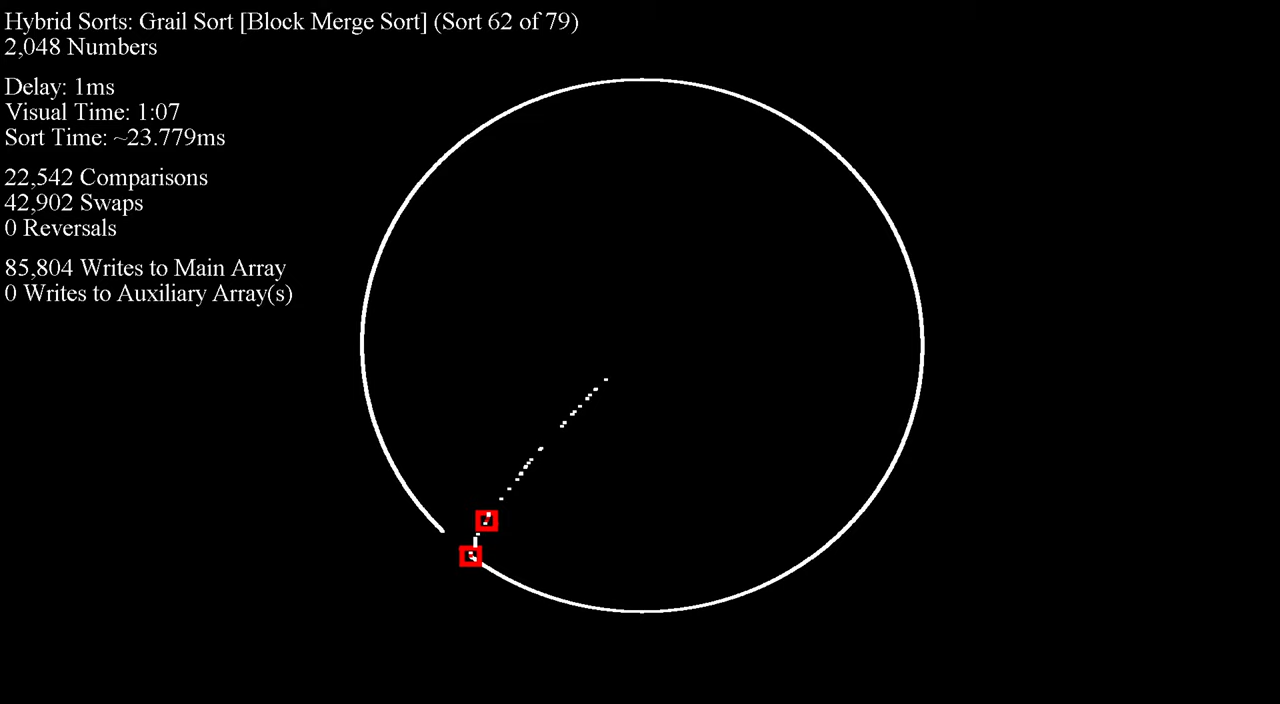 Hybrid Sorts: Grail Sort [Block Merge Sort] (Sort 62 of 79)
2,048 Numbers
Delay: 1ms
Visual Time: 1:07
Sort Time: ~23.779ms
22,542 Comparisons
42,902 Swaps
0 Reversals
85,804 Writes to Main Array
0 Writes to Auxiliary Array(s)